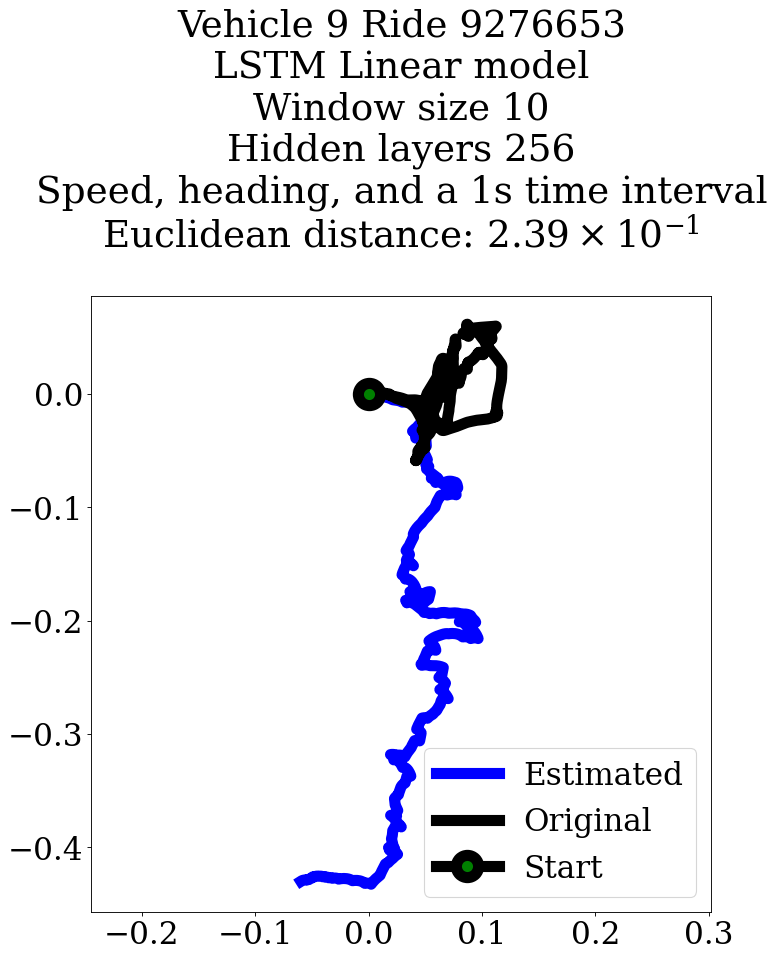 Vehicle 9 Ride 9276653
LSTM Linear model
Window size 10
Hidden layers 256
Speed, heading, and a 1s time interval
Euclidean distance: 2.39 × 10⁻¹
0.0
−0.1
−0.2
−0.3
−0.4
Estimated
Original
Start
−0.2 −0.1 0.0 0.1 0.2 0.3